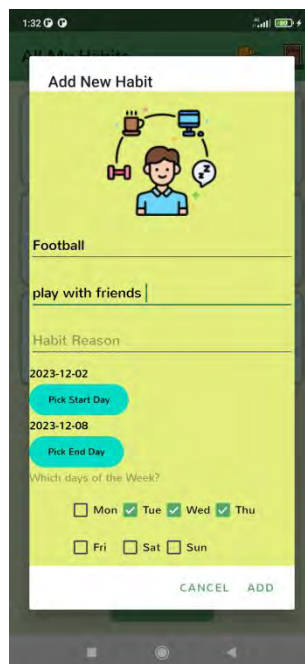 1:32
All My Habits
Add New Habit
Football
play with friends
Habit Reason
2023-12-02
Pick Start Day
2023-12-08
Pick End Day
Which days of the Week?
Mon Tue Wed Thu
Fri Sat Sun
CANCEL ADD